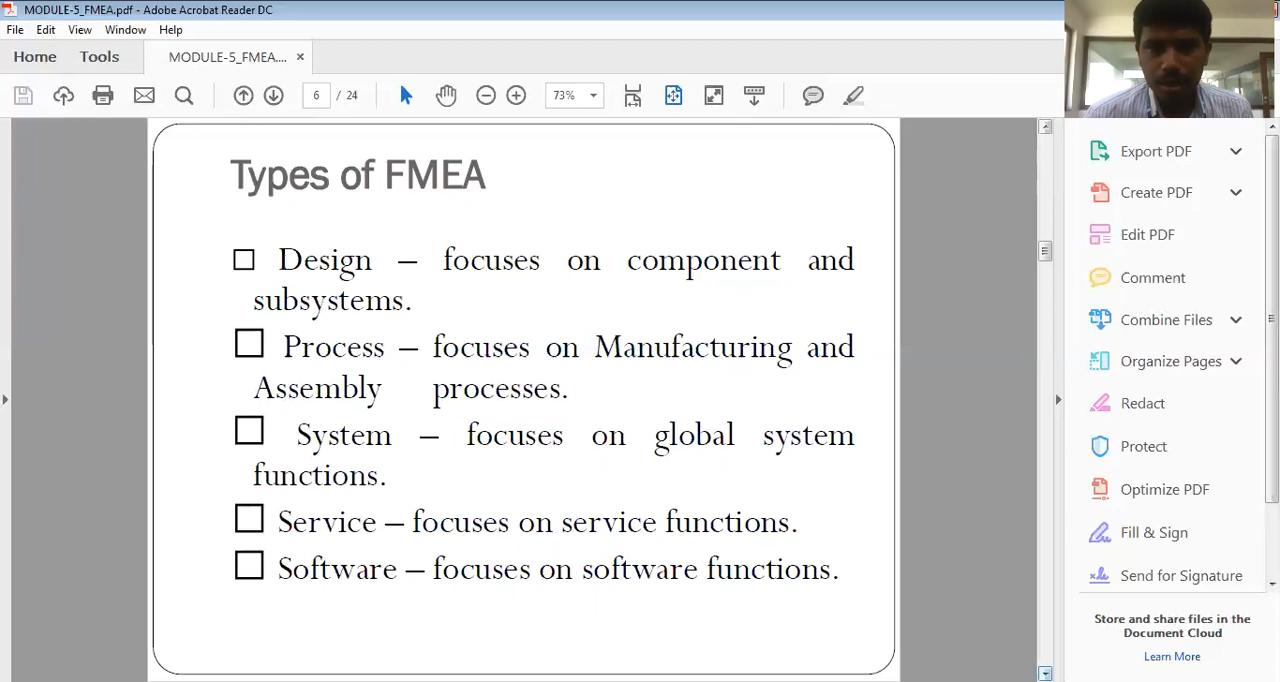 MODULE-5_FMEA.pdf - Adobe Acrobat Reader DC
File Edit View Window Help
Home Tools MODULE-5_FMEA.... ×
6 / 24 73%
Types of FMEA
Design – focuses on component and
subsystems.
Process – focuses on Manufacturing and
Assembly processes.
System – focuses on global system
functions.
Service – focuses on service functions.
Software – focuses on software functions.
Export PDF
Create PDF
Edit PDF
Comment
Combine Files
Organize Pages
Redact
Protect
Optimize PDF
Fill & Sign
Send for Signature
Store and share files in the
Document Cloud
Learn More